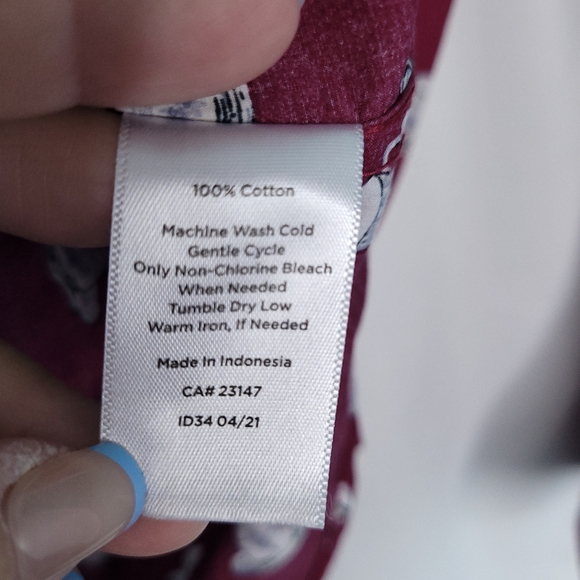 100% Cotton
Machine Wash Cold
Gentle Cycle
Only Non-Chlorine Bleach
When Needed
Tumble Dry Low
Warm Iron, If Needed
Made In Indonesia
CA# 23147
ID34 04/21